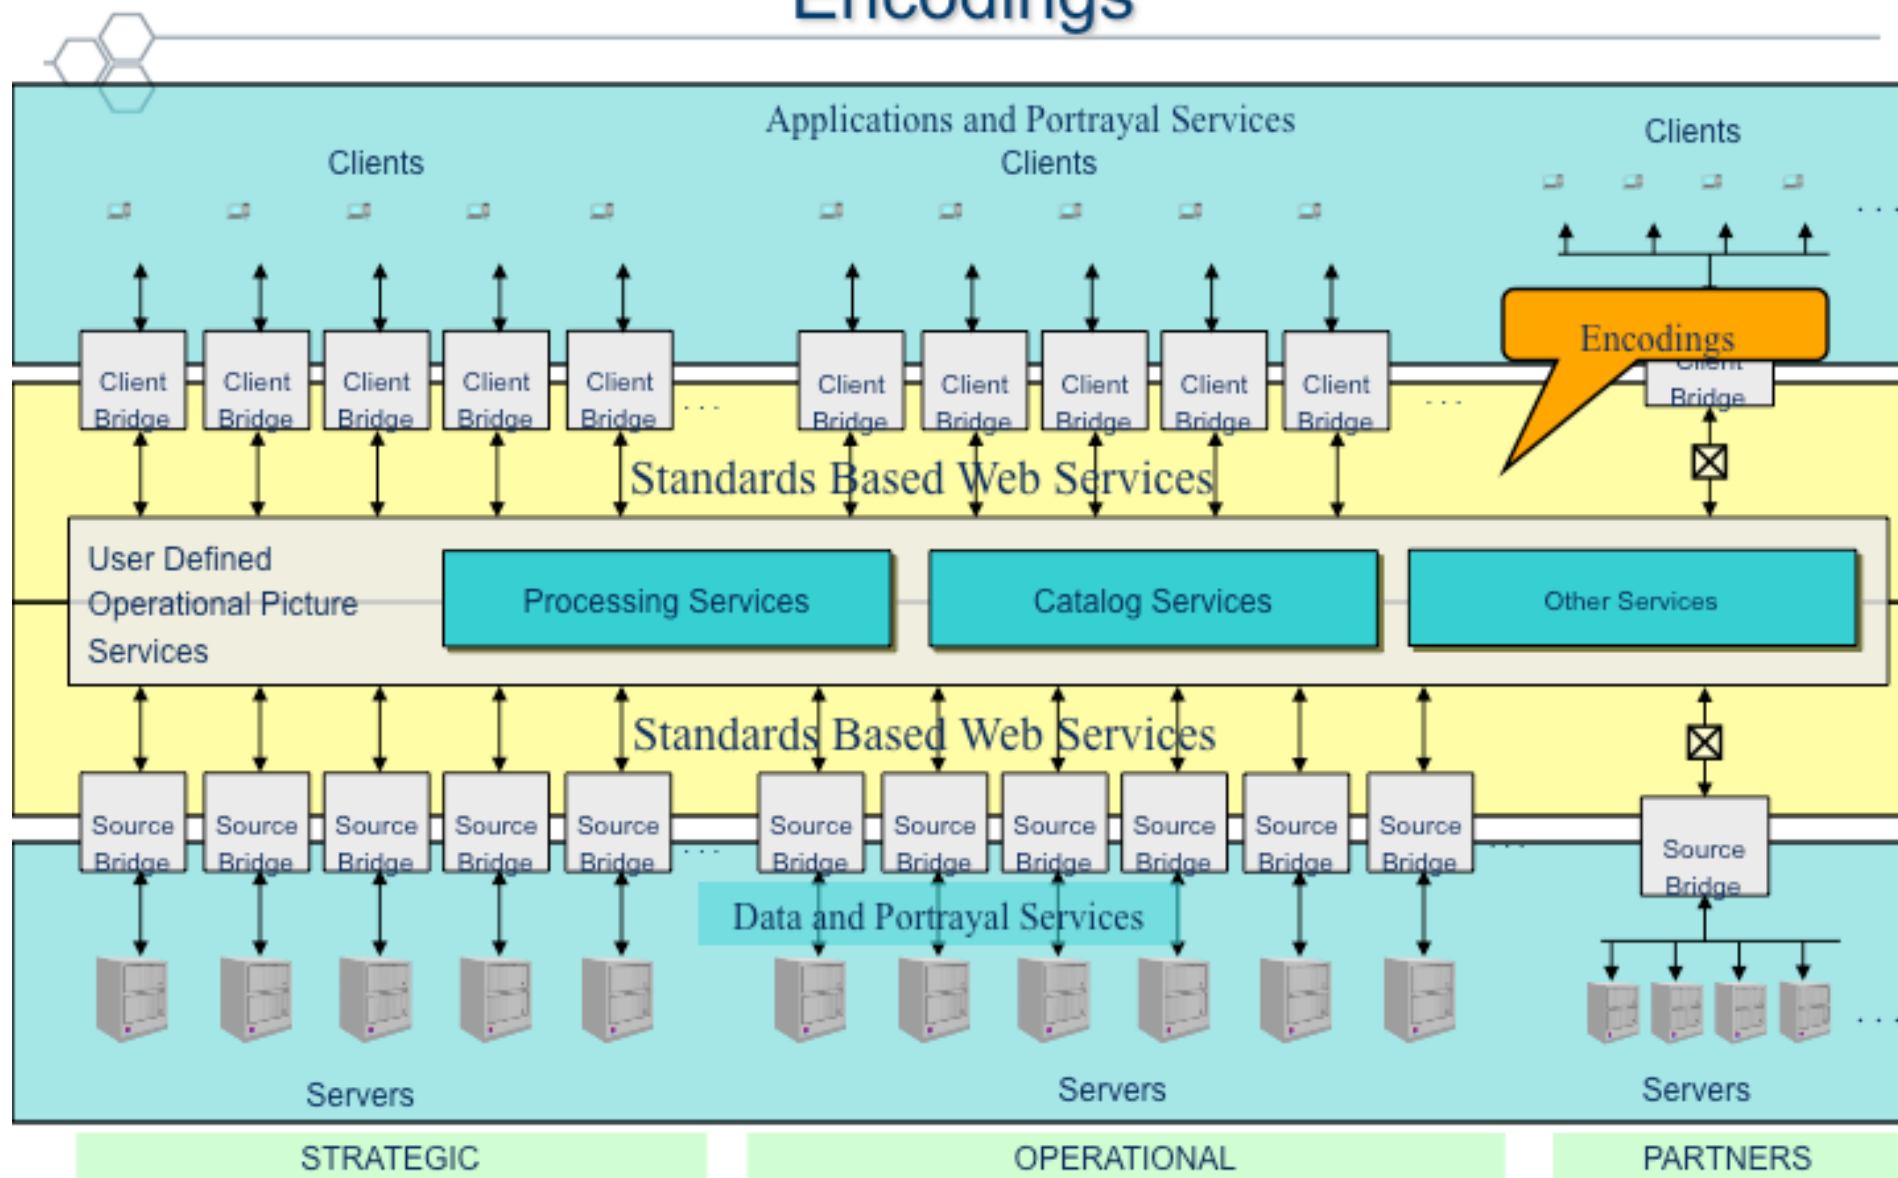 Encodings
Applications and Portrayal Services
Clients
Clients
Clients
Encodings
Client
Bridge
Client
Bridge
Client
Bridge
Client
Bridge
Client
Bridge
. . .
Client
Bridge
Client
Bridge
Client
Bridge
Client
Bridge
Client
Bridge
. . .
Client
Bridge
. . .
Standards Based Web Services
User Defined
Operational Picture
Services
Processing Services
Catalog Services
Other Services
Standards Based Web Services
Source
Bridge
Source
Bridge
Source
Bridge
Source
Bridge
Source
Bridge
. . .
Source
Bridge
Source
Bridge
Source
Bridge
Source
Bridge
Source
Bridge
Source
Bridge
. . .
Source
Bridge
Data and Portrayal Services
. . .
Servers
Servers
Servers
STRATEGIC
OPERATIONAL
PARTNERS